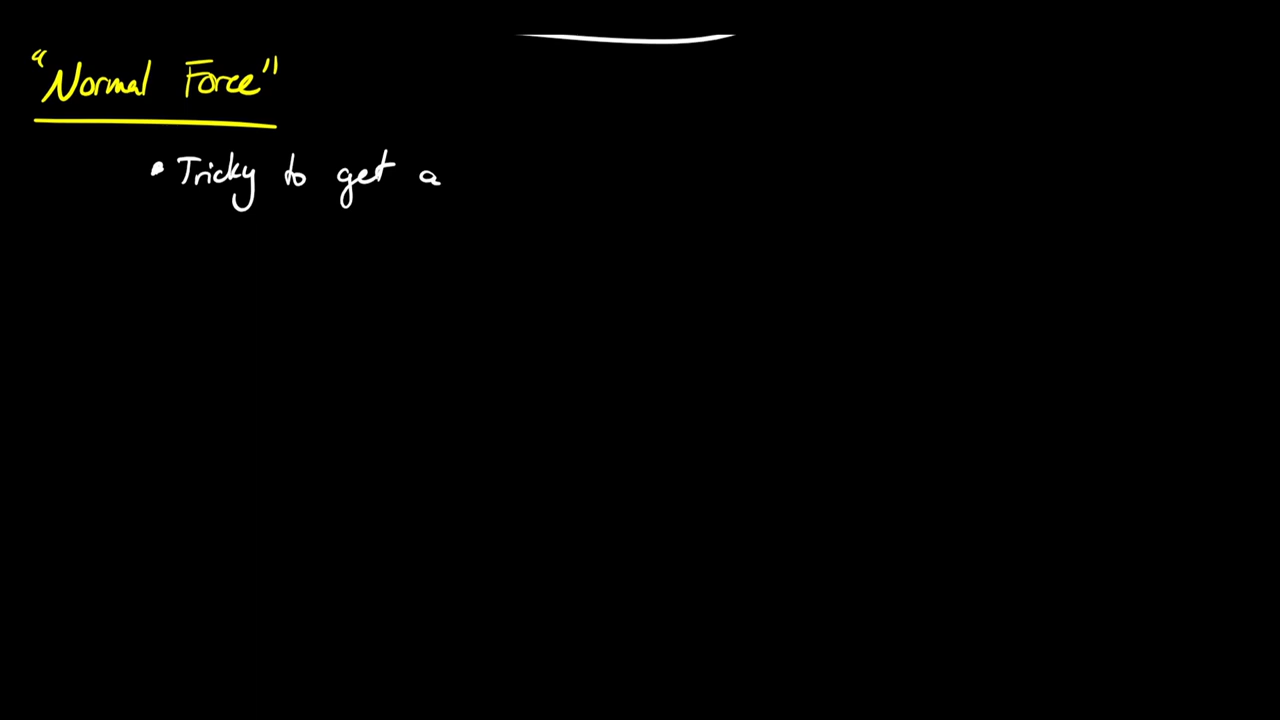 "Normal Force"
• Tricky to get a